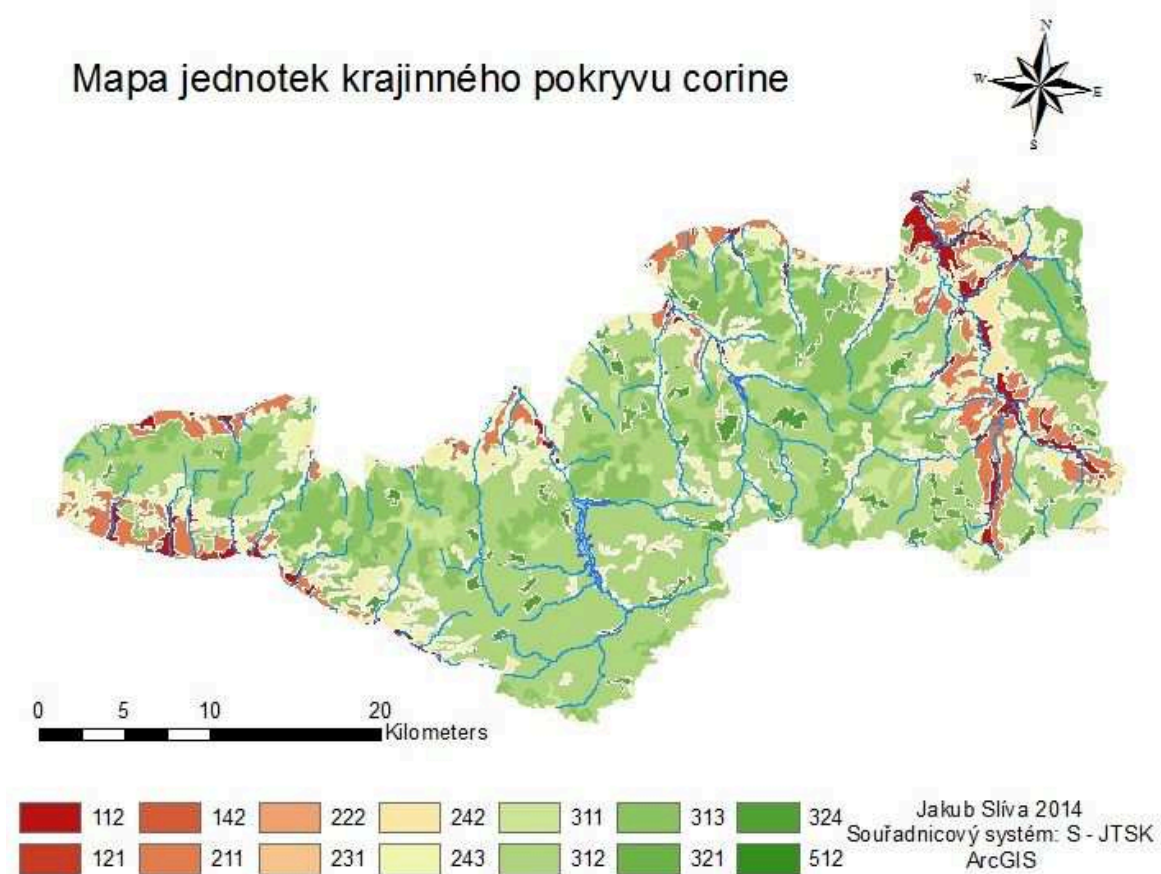 Mapa jednotek krajinného pokryvu corine
N
W E
S
0 5 10 20
Kilometers
112 142 222 242 311 313 324
121 211 231 243 312 321 512
Jakub Slíva 2014
Souřadnicový systém: S - JTSK
ArcGIS